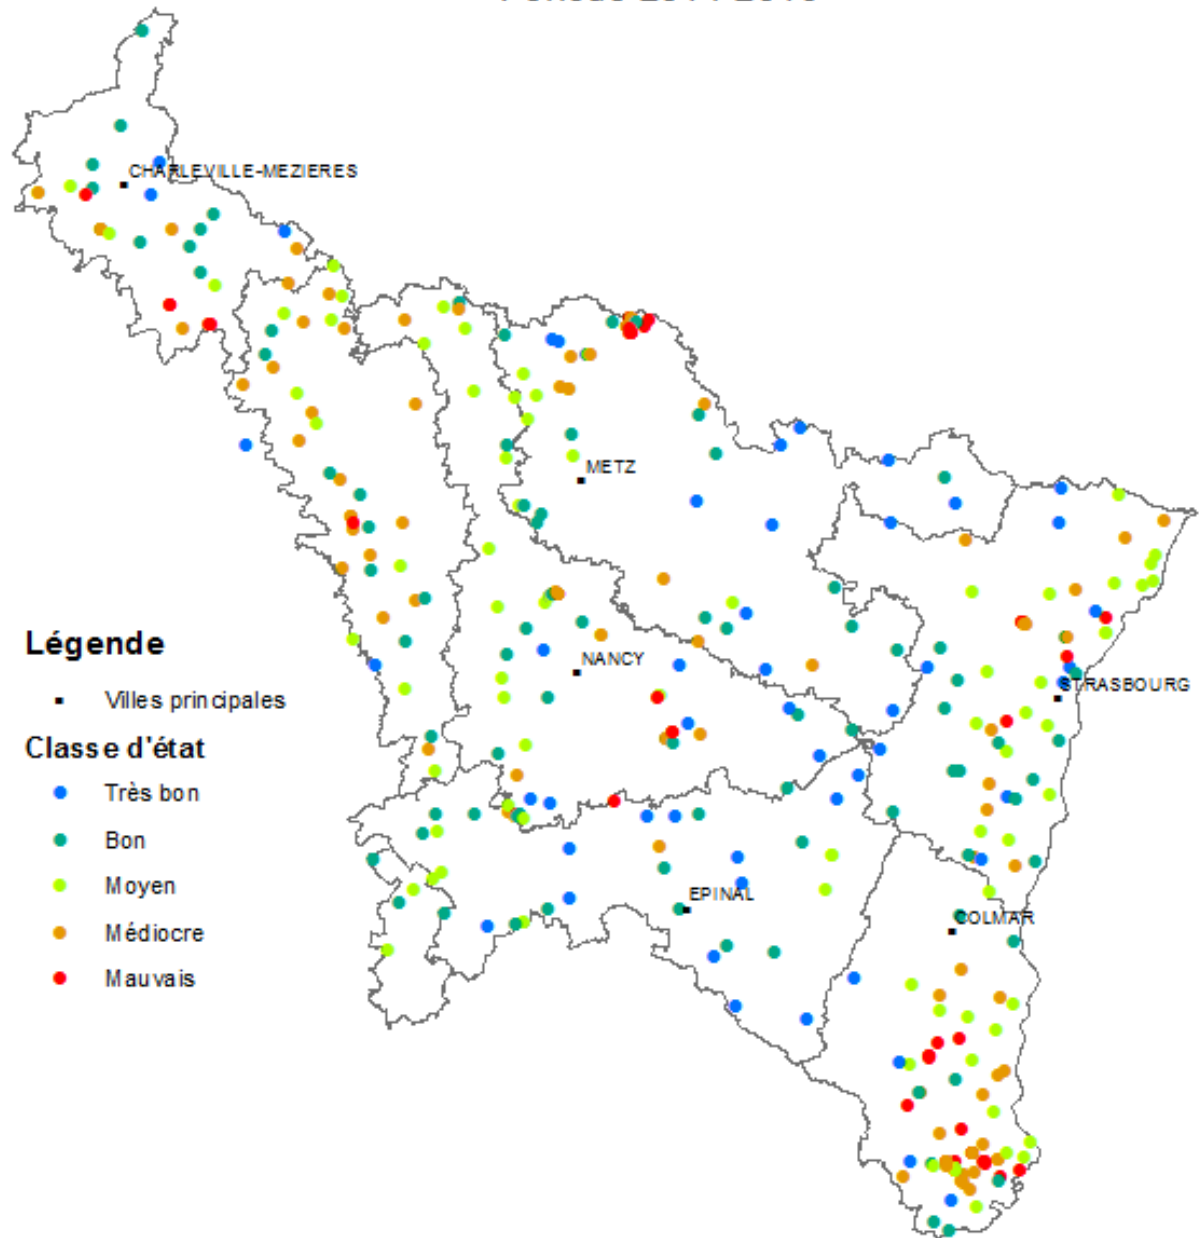 CHARLEVILLE-MEZIERES
METZ
NANCY
STRASBOURG
EPINAL
COLMAR
Légende
Villes principales
Classe d'état
Très bon
Bon
Moyen
Médiocre
Mauvais